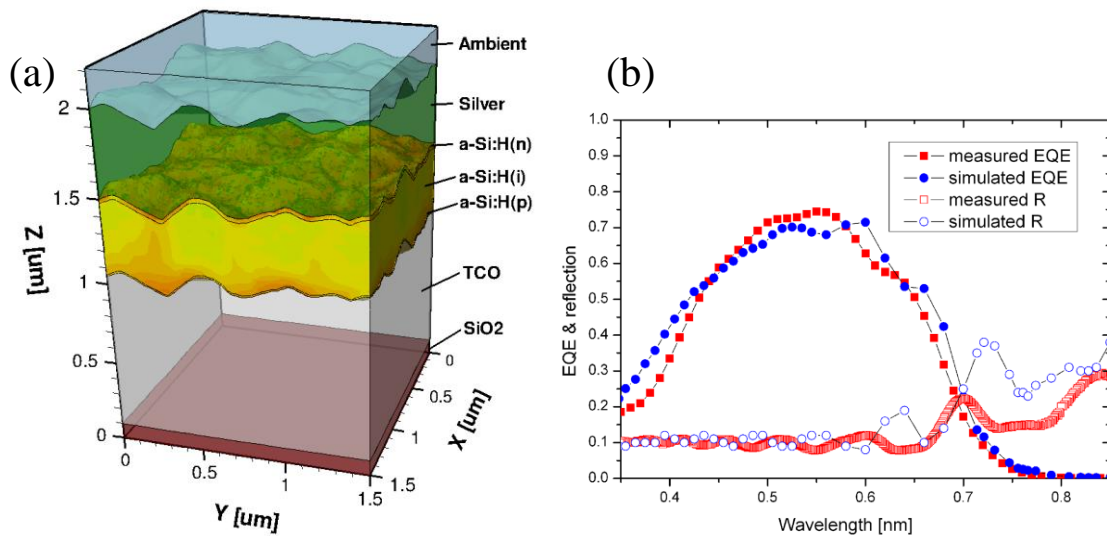 (a)
Ambient
Silver
a-Si:H(n)
a-Si:H(i)
a-Si:H(p)
TCO
SiO2
2
1.5
1
0.5
0
Z [um]
0
0.5
1
1.5
X [um]
0
0.5
1
1.5
Y [um]
(b)
measured EQE
simulated EQE
measured R
simulated R
1.0
0.9
0.8
0.7
0.6
0.5
0.4
0.3
0.2
0.1
0.0
EQE & reflection
0.4 0.5 0.6 0.7 0.8
Wavelength [nm]